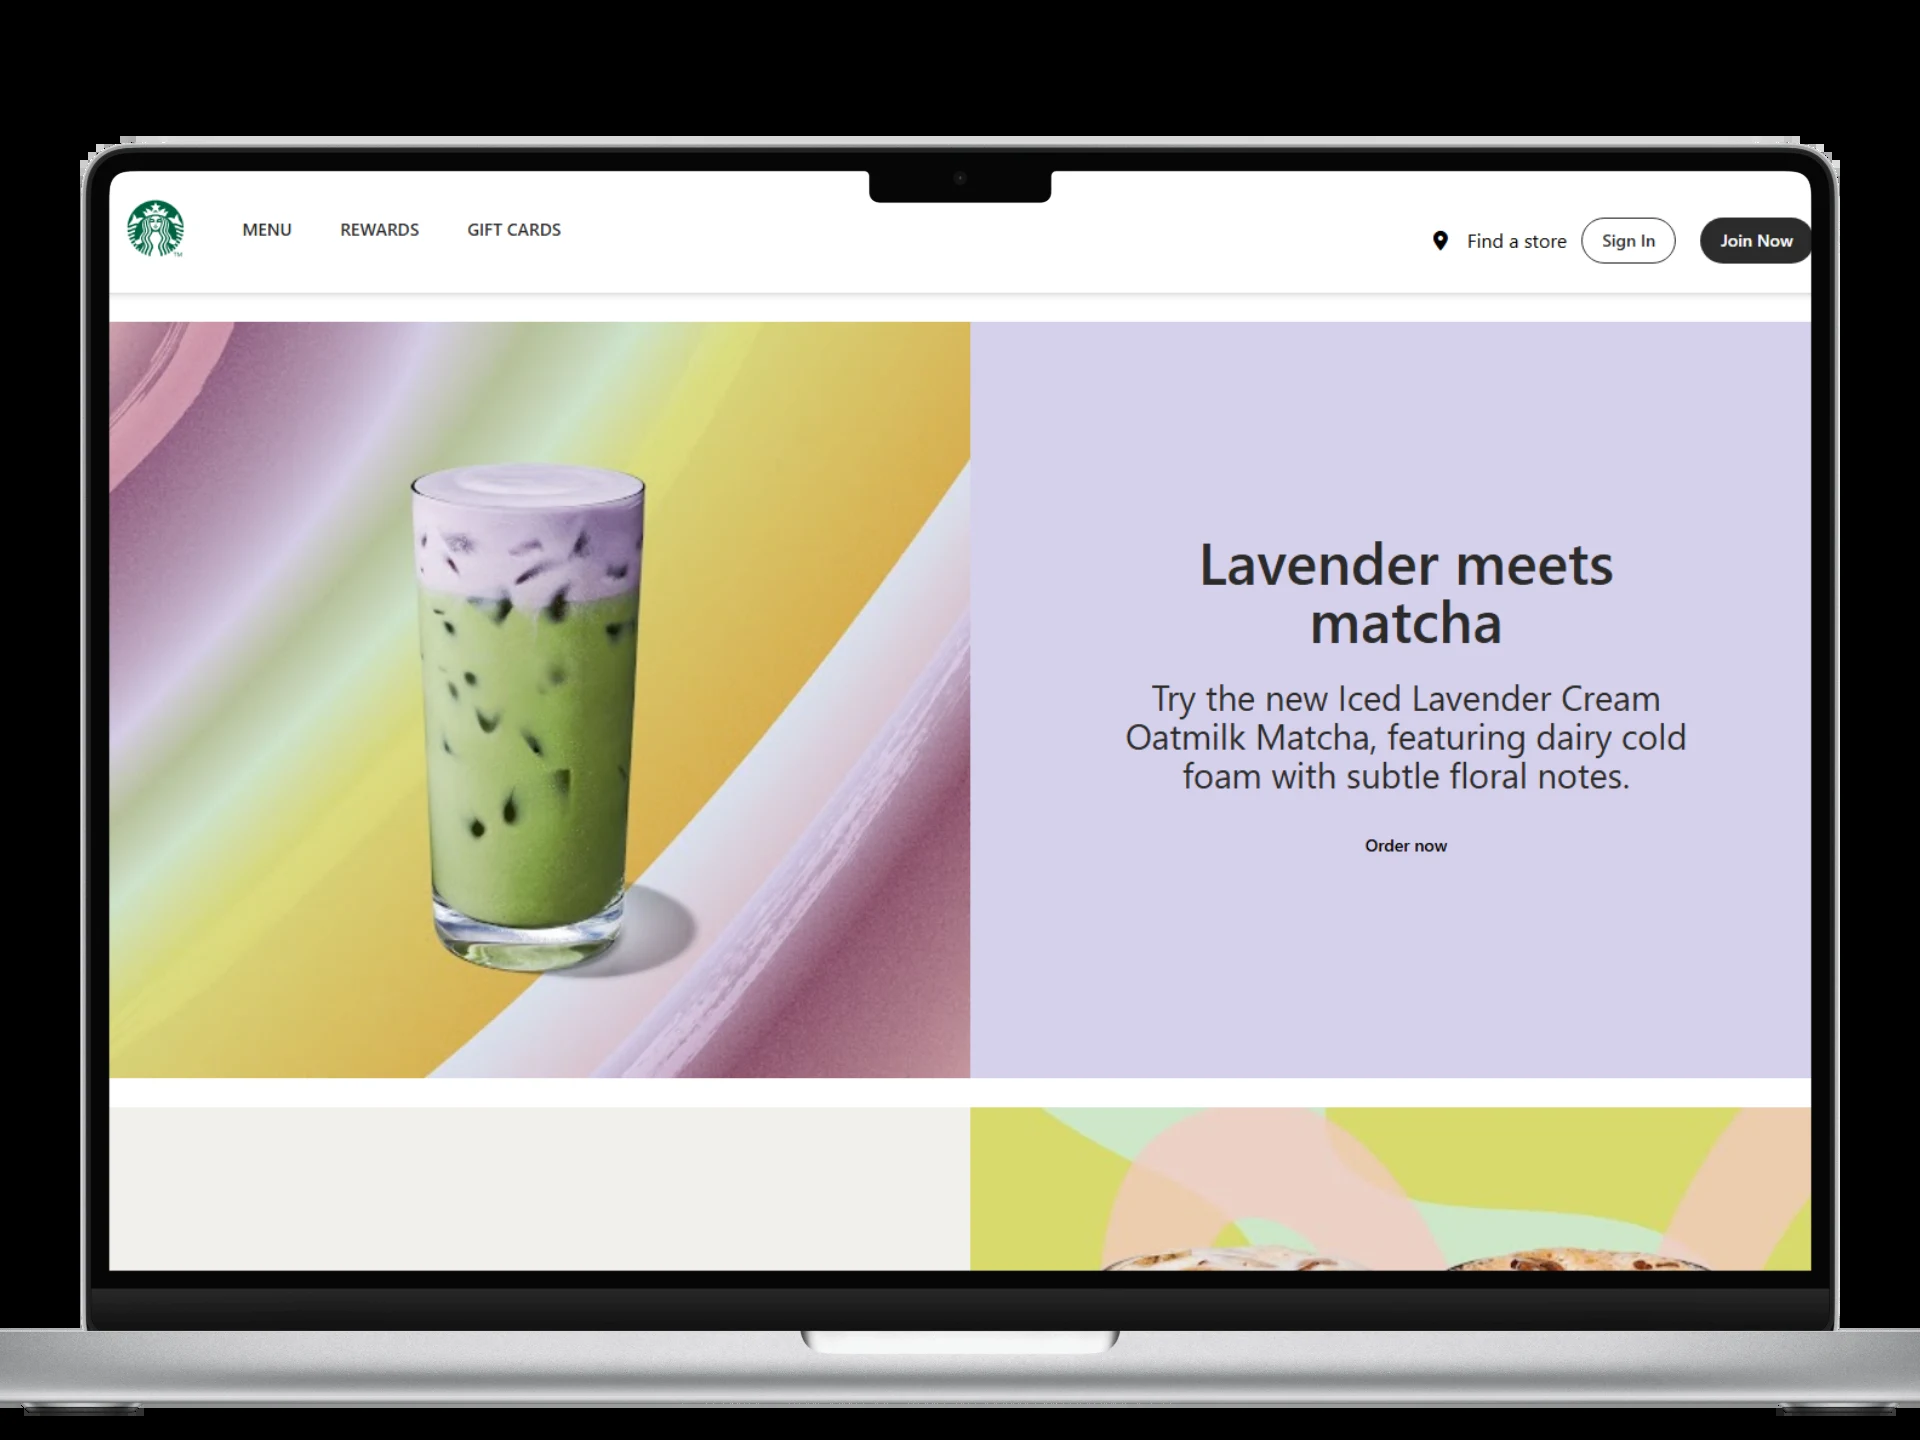 MENU
REWARDS
GIFT CARDS
Find a store
Sign In
Join Now
Lavender meets
matcha
Try the new Iced Lavender Cream
Oatmilk Matcha, featuring dairy cold
foam with subtle floral notes.
Order now
TM